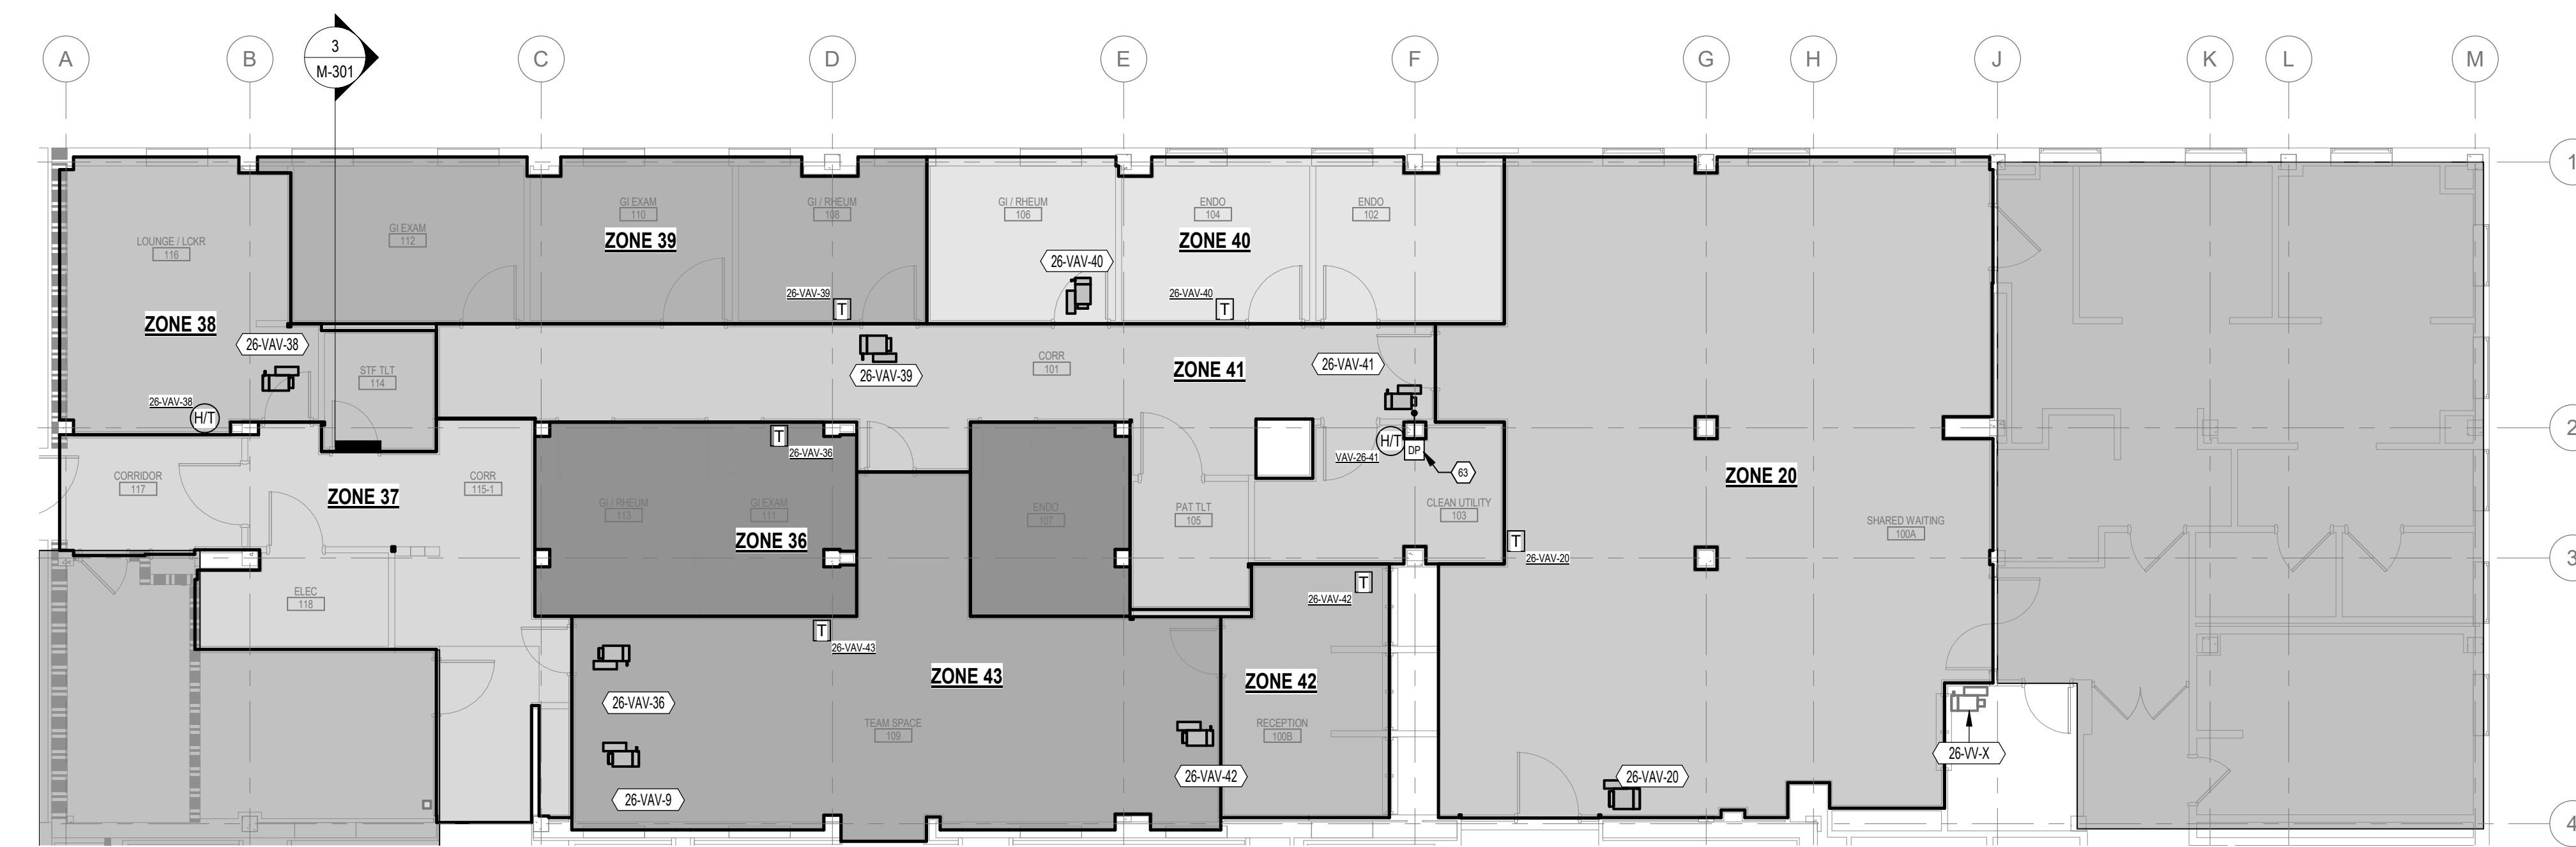 3
M-301
A
B
C
D
E
F
G
H
J
K
L
M
1
2
3
4
LOUNGE / LCKR
116
GI EXAM
112
GI EXAM
110
GI / RHEUM
108
GI / RHEUM
106
ENDO
104
ENDO
102
ZONE 39
ZONE 40
26-VAV-40
26-VAV-39
T
26-VAV-40
T
ZONE 38
26-VAV-38
26-VAV-38
H/T
STF TLT
114
26-VAV-39
CORR
101
ZONE 41
26-VAV-41
T
26-VAV-36
H/T
VAV-26-41
DP
63
CORRIDOR
117
ZONE 37
CORR
115-1
GI / RHEUM
113
GI EXAM
111
ZONE 36
ENDO
107
PAT TLT
105
CLEAN UTILITY
103
ZONE 20
SHARED WAITING
100A
T
26-VAV-20
ELEC
118
T
26-VAV-42
T
26-VAV-43
ZONE 43
ZONE 42
26-VAV-36
TEAM SPACE
109
RECEPTION
100B
26-VAV-9
26-VAV-42
26-VAV-20
26-VV-X